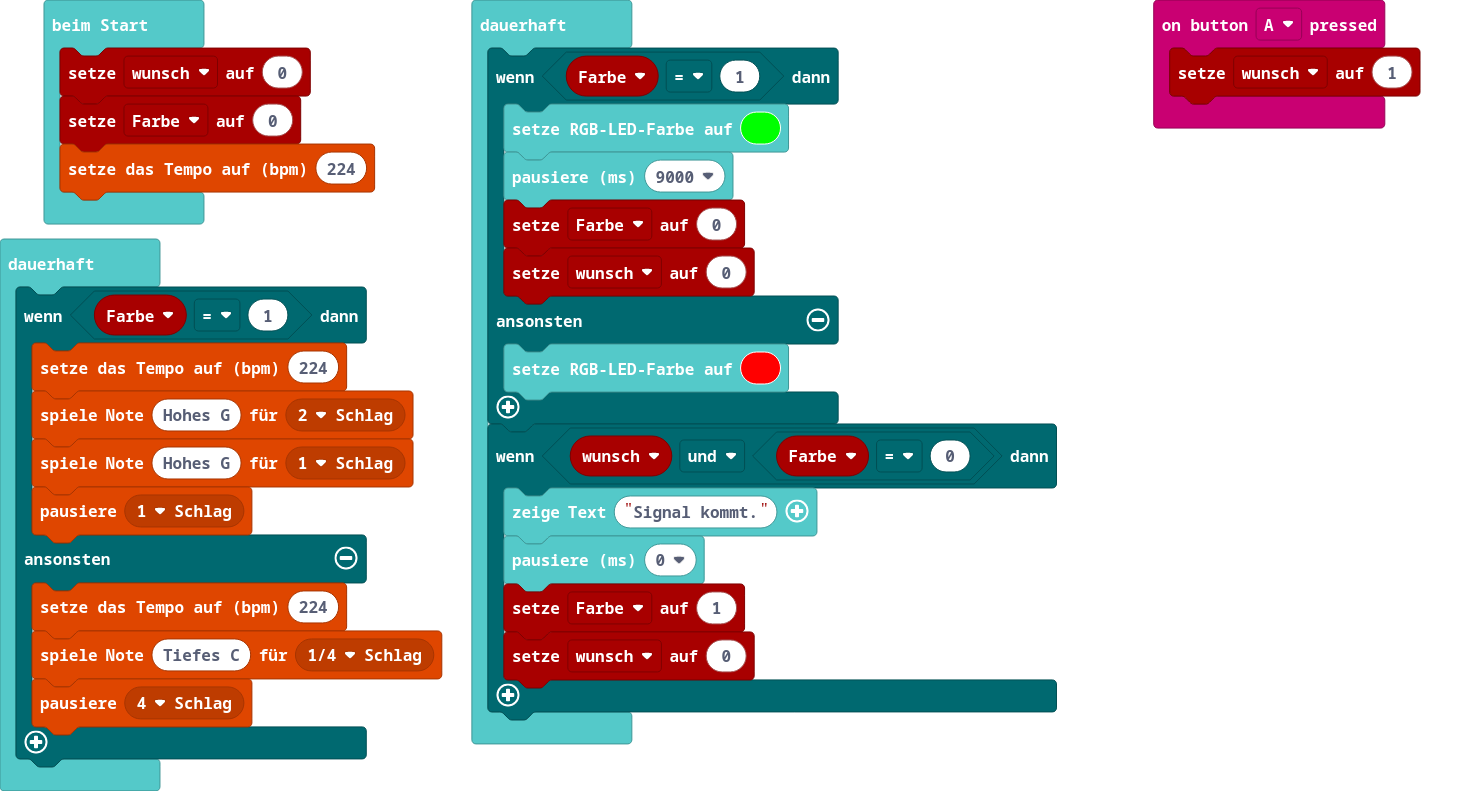 beim Start
setze wunsch auf 0
setze Farbe auf 0
setze das Tempo auf (bpm) 224
dauerhaft
wenn Farbe = 1 dann
setze das Tempo auf (bpm) 224
spiele Note Hohes G für 2 Schlag
spiele Note Hohes G für 1 Schlag
pausiere 1 Schlag
ansonsten
setze das Tempo auf (bpm) 224
spiele Note Tiefes C für 1/4 Schlag
pausiere 4 Schlag
dauerhaft
wenn Farbe = 1 dann
setze RGB-LED-Farbe auf
pausiere (ms) 9000
setze Farbe auf 0
setze wunsch auf 0
ansonsten
setze RGB-LED-Farbe auf
wenn wunsch und Farbe = 0 dann
zeige Text "Signal kommt."
pausiere (ms) 0
setze Farbe auf 1
setze wunsch auf 0
on button A pressed
setze wunsch auf 1